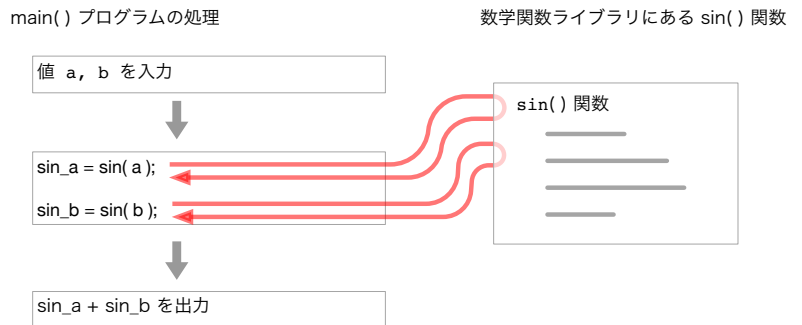 main( ) プログラムの処理
数学関数ライブラリにある sin( ) 関数
値 a, b を入力
sin( ) 関数
sin_a = sin( a );
sin_b = sin( b );
sin_a + sin_b を出力